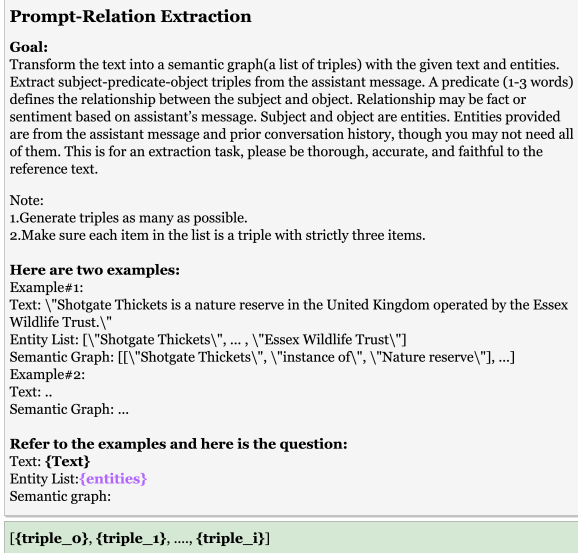 Prompt-Relation Extraction
Goal:
Transform the text into a semantic graph(a list of triples) with the given text and entities.
Extract subject-predicate-object triples from the assistant message. A predicate (1-3 words)
defines the relationship between the subject and object. Relationship may be fact or
sentiment based on assistant's message. Subject and object are entities. Entities provided
are from the assistant message and prior conversation history, though you may not need all
of them. This is for an extraction task, please be thorough, accurate, and faithful to the
reference text.
Note:
1.Generate triples as many as possible.
2.Make sure each item in the list is a triple with strictly three items.
Here are two examples:
Example#1:
Text: \"Shotgate Thickets is a nature reserve in the United Kingdom operated by the Essex
Wildlife Trust.\"
Entity List: [\"Shotgate Thickets\", ... , \"Essex Wildlife Trust\"]
Semantic Graph: [[\"Shotgate Thickets\", \"instance of\", \"Nature reserve\"], ...]
Example#2:
Text: ..
Semantic Graph: ...
Refer to the examples and here is the question:
Text: {Text}
Entity List:{entities}
Semantic graph:
[{triple_0}, {triple_1}, ...., {triple_i}]